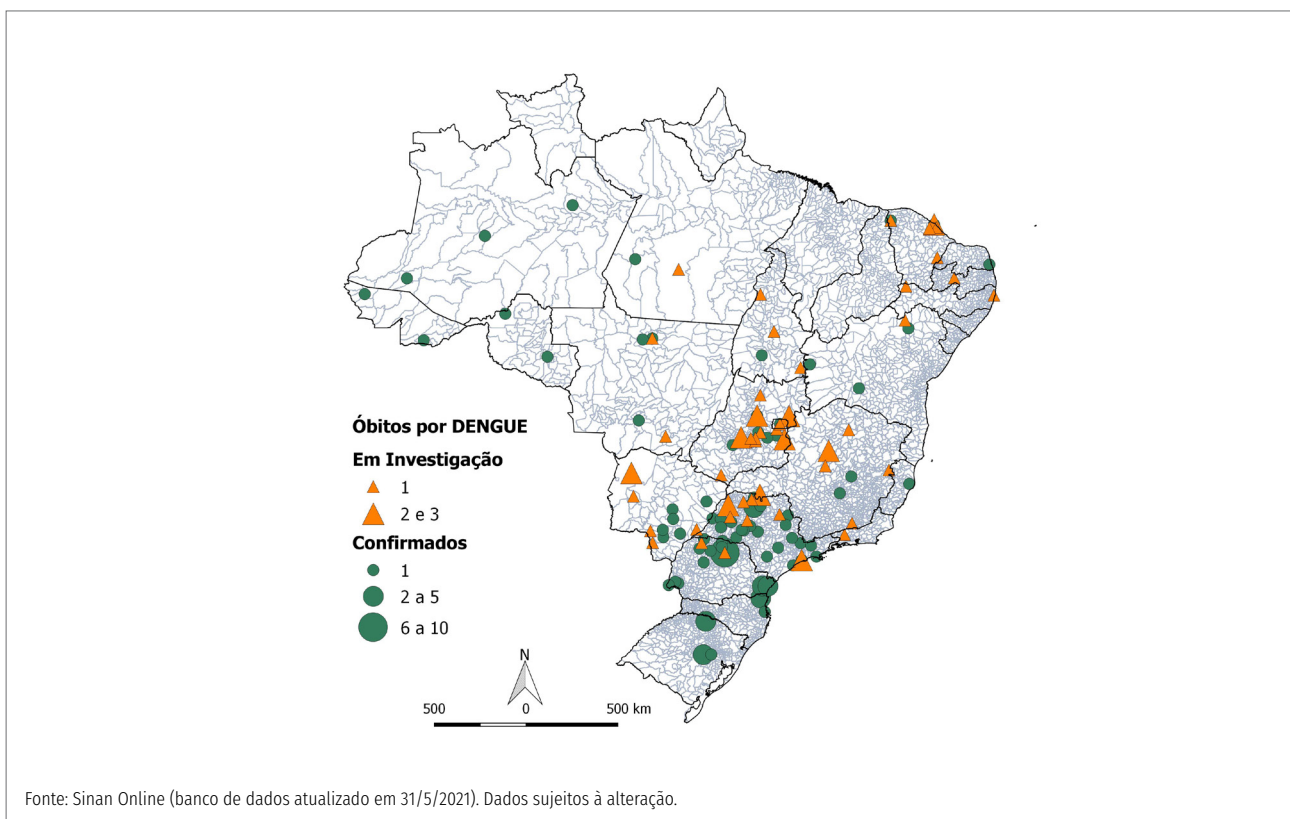 Óbitos por DENGUE
Em Investigação
1
2 e 3
Confirmados
1
2 a 5
6 a 10
N
500 0 500 km
Fonte: Sinan Online (banco de dados atualizado em 31/5/2021). Dados sujeitos à alteração.